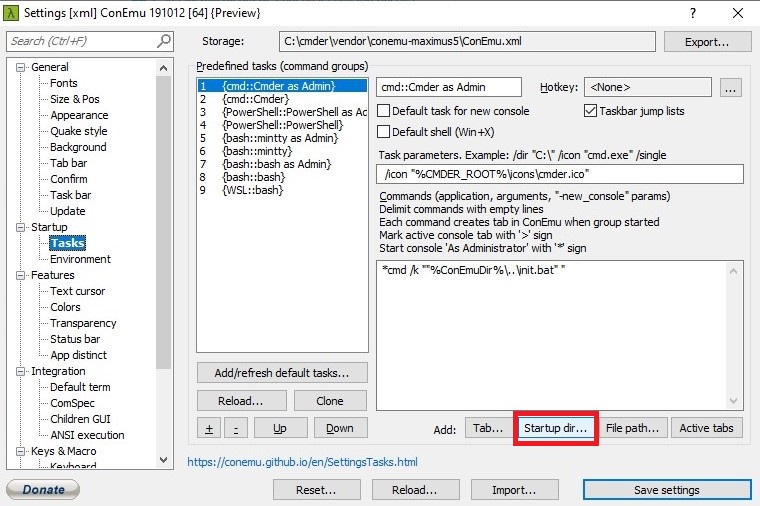 Settings [xml] ConEmu 191012 [64] {Preview}
Search (Ctrl+F)
Storage:
C:\cmder\vendor\conemu-maximus5\ConEmu.xml
Export...
General
Fonts
Size & Pos
Appearance
Quake style
Background
Tab bar
Confirm
Task bar
Update
Startup
Tasks
Environment
Features
Text cursor
Colors
Transparency
Status bar
App distinct
Integration
Default term
ComSpec
Children GUI
ANSI execution
Keys & Macro
Keyboard
Predefined tasks (command groups)
1 {cmd::Cmder as Admin}
2 {cmd::Cmder}
3 {PowerShell::PowerShell as Ad
4 {PowerShell::PowerShell}
5 {bash::mintty as Admin}
6 {bash::mintty}
7 {bash::bash as Admin}
8 {bash::bash}
9 {WSL::bash}
Add/refresh default tasks...
Reload...
Clone
+
-
Up
Down
cmd::Cmder as Admin
Hotkey:
<None>
...
Default task for new console
Taskbar jump lists
Default shell (Win+X)
Task parameters. Example: /dir "C:\" /icon "cmd.exe" /single
/icon "%CMDER_ROOT%\icons\cmder.ico"
Commands (application, arguments, "-new_console" params)
Delimit commands with empty lines
Each command creates tab in ConEmu when group started
Mark active console tab with '>' sign
Start console 'As Administrator' with '*' sign
*cmd /k ""%ConEmuDir%\..\init.bat" "
Add:
Tab...
Startup dir...
File path...
Active tabs
https://conemu.github.io/en/SettingsTasks.html
Donate
Reset...
Reload...
Import...
Save settings